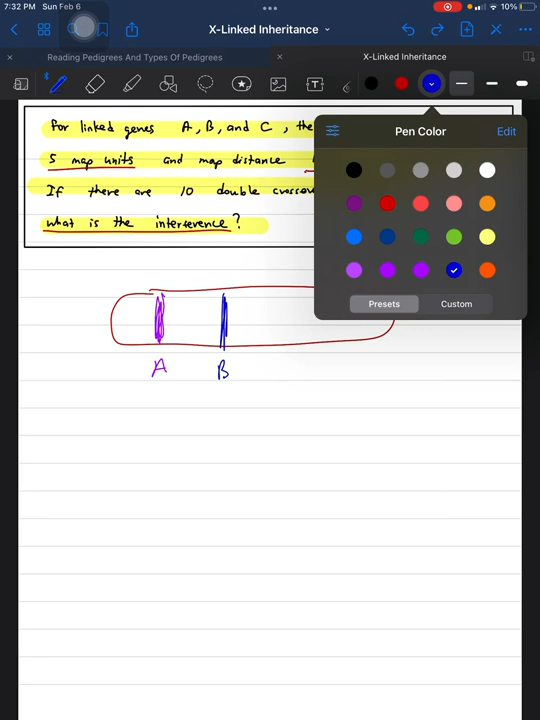 7:32 PM Sun Feb 6
10%
X-Linked Inheritance
Reading Pedigrees And Types Of Pedigrees
X-Linked Inheritance
For linked genes A, B, and C, the
5 map units and map distance
If there are 10 double crossove
what is the interference?
Pen Color
Edit
Presets
Custom
A
B